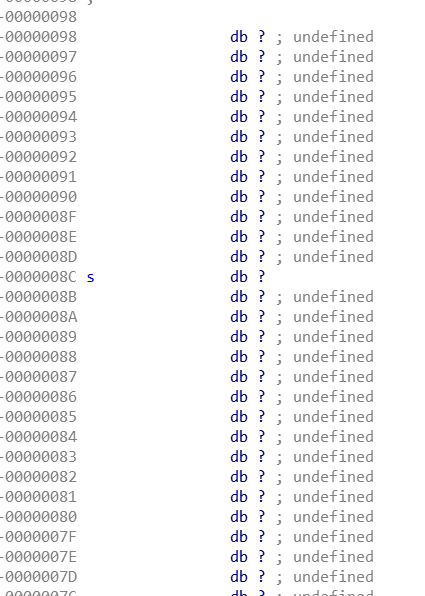 -00000098
-00000098 db ? ; undefined
-00000097 db ? ; undefined
-00000096 db ? ; undefined
-00000095 db ? ; undefined
-00000094 db ? ; undefined
-00000093 db ? ; undefined
-00000092 db ? ; undefined
-00000091 db ? ; undefined
-00000090 db ? ; undefined
-0000008F db ? ; undefined
-0000008E db ? ; undefined
-0000008D db ? ; undefined
-0000008C s db ?
-0000008B db ? ; undefined
-0000008A db ? ; undefined
-00000089 db ? ; undefined
-00000088 db ? ; undefined
-00000087 db ? ; undefined
-00000086 db ? ; undefined
-00000085 db ? ; undefined
-00000084 db ? ; undefined
-00000083 db ? ; undefined
-00000082 db ? ; undefined
-00000081 db ? ; undefined
-00000080 db ? ; undefined
-0000007F db ? ; undefined
-0000007E db ? ; undefined
-0000007D db ? ; undefined
-0000007C db ? ; undefined